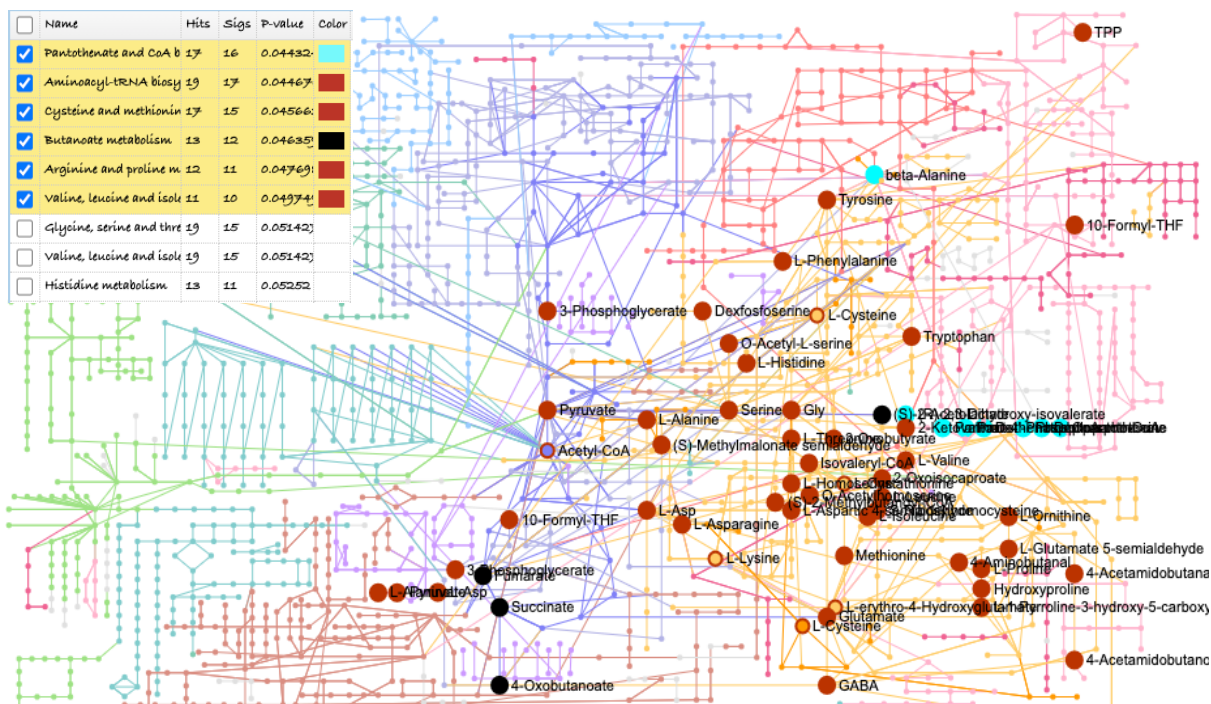 Name Hits Sigs P-value Color
Pantothenate and CoA b 17 16 0.04432
Aminoacyl-tRNA biosy 19 17 0.04467
Cysteine and methionin 17 15 0.04566
Butanoate metabolism 13 12 0.04635
Arginine and proline m 12 11 0.04769
Valine, leucine and isole 11 10 0.04974
Glycine, serine and thre 19 15 0.05142
Valine, leucine and isole 19 15 0.05142
Histidine metabolism 13 11 0.05252
TPP
beta-Alanine
Tyrosine
10-Formyl-THF
L-Phenylalanine
3-Phosphoglycerate
Dexfosfoserine
L-Cysteine
Tryptophan
O-Acetyl-L-serine
L-Histidine
Pyruvate
L-Alanine
Serine
Gly
(S)-Methylmalonate semialdehyde
Acetyl-CoA
Isovaleryl-CoA
L-Valine
2-Oxoisocaproate
O-Acetylhomoserine
10-Formyl-THF
L-Asp
L-Asparagine
L-Isoleucine
L-Ornithine
L-Lysine
Methionine
L-Glutamate 5-semialdehyde
4-Aminobutanal
L-Proline
4-Acetamidobutana
3-Phosphoglycerate
Fumarate
Hydroxyproline
Succinate
L-erythro-4-Hydroxyglutamate
Glutamate
L-Cysteine
4-Acetamidobutano
4-Oxobutanoate
GABA